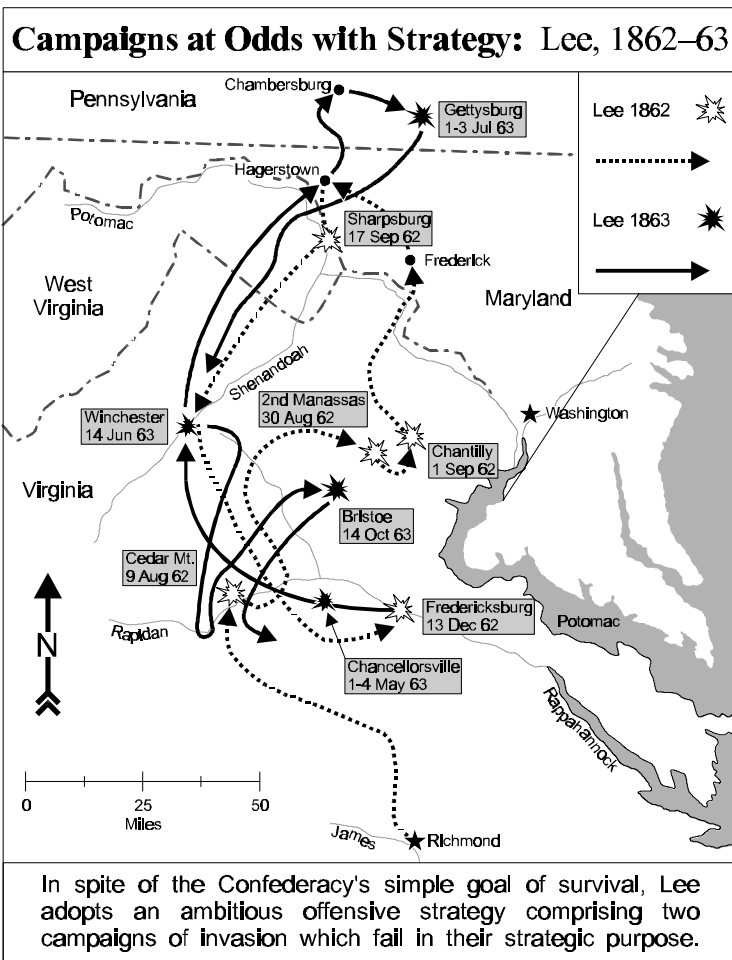 Campaigns at Odds with Strategy: Lee, 1862–63
Chambersburg
Pennsylvania
Gettysburg
1-3 Jul 63
Lee 1862
Lee 1863
Hagerstown
Potomac
Sharpsburg
17 Sep 62
Frederick
West
Virginia
Maryland
Shenandoah
2nd Manassas
30 Aug 62
Winchester
14 Jun 63
Washington
Chantilly
1 Sep 62
Virginia
Bristoe
14 Oct 63
Cedar Mt.
9 Aug 62
Fredericksburg
13 Dec 62
Potomac
Rapidan
N
Chancellorsville
1-4 May 63
Rappahannock
0 25 50
Miles
James
Richmond
In spite of the Confederacy's simple goal of survival, Lee
adopts an ambitious offensive strategy comprising two
campaigns of invasion which fail in their strategic purpose.